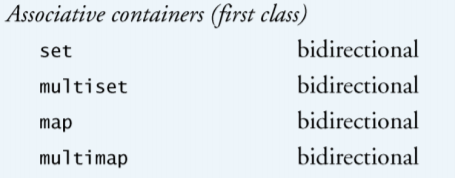 Associative containers (first class)
set bidirectional
multiset bidirectional
map bidirectional
multimap bidirectional